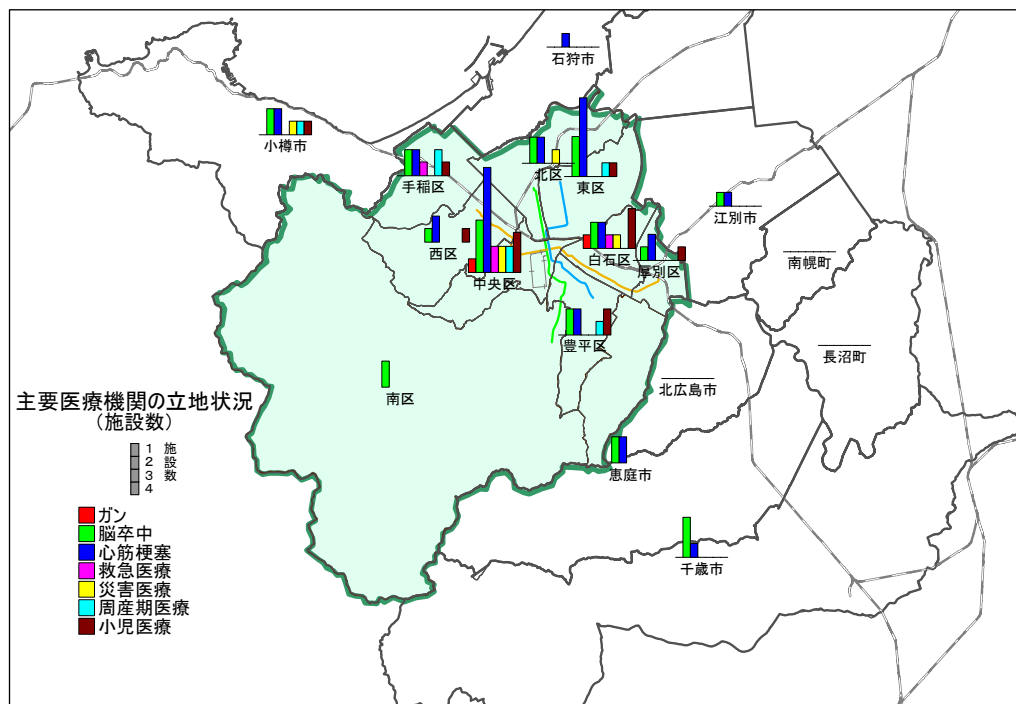 石狩市
小樽市
手稲区
北区
東区
西区
中央区
白石区
厚別区
江別市
南幌町
豊平区
長沼町
北広島市
南区
恵庭市
千歳市
主要医療機関の立地状況
（施設数）
1 施
2 設
3 数
4
ガン
脳卒中
心筋梗塞
救急医療
災害医療
周産期医療
小児医療